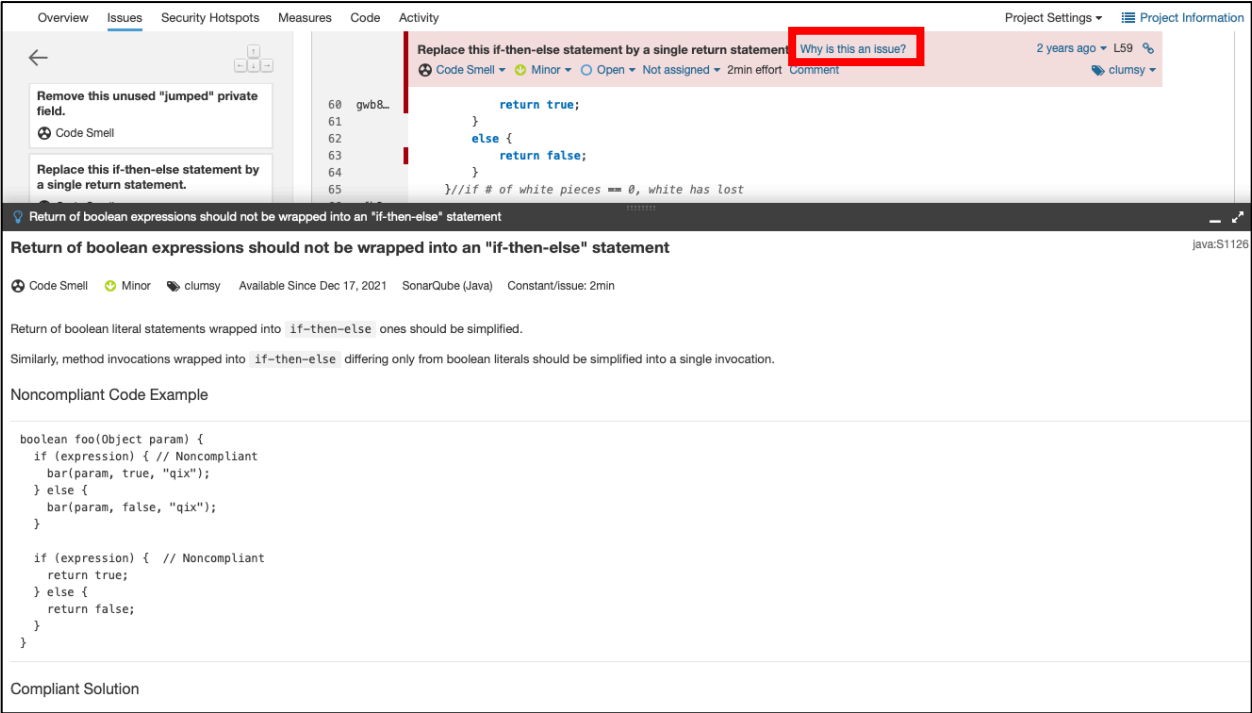 Overview Issues Security Hotspots Measures Code Activity Project Settings Project Information
Replace this if-then-else statement by a single return statement Why is this an issue? 2 years ago L59
Code Smell Minor Open Not assigned 2min effort Comment clumsy
Remove this unused "jumped" private
field.
Code Smell
Replace this if-then-else statement by
a single return statement.
60 gwb8… return true;
61 }
62 else {
63 return false;
64 }
65 }//if # of white pieces == 0, white has lost
Return of boolean expressions should not be wrapped into an "if-then-else" statement
Return of boolean expressions should not be wrapped into an "if-then-else" statement java:S1126
Code Smell Minor clumsy Available Since Dec 17, 2021 SonarQube (Java) Constant/issue: 2min
Return of boolean literal statements wrapped into if-then-else ones should be simplified.
Similarly, method invocations wrapped into if-then-else differing only from boolean literals should be simplified into a single invocation.
Noncompliant Code Example
boolean foo(Object param) {
if (expression) { // Noncompliant
bar(param, true, "qix");
} else {
bar(param, false, "qix");
}
if (expression) { // Noncompliant
return true;
} else {
return false;
}
}
Compliant Solution